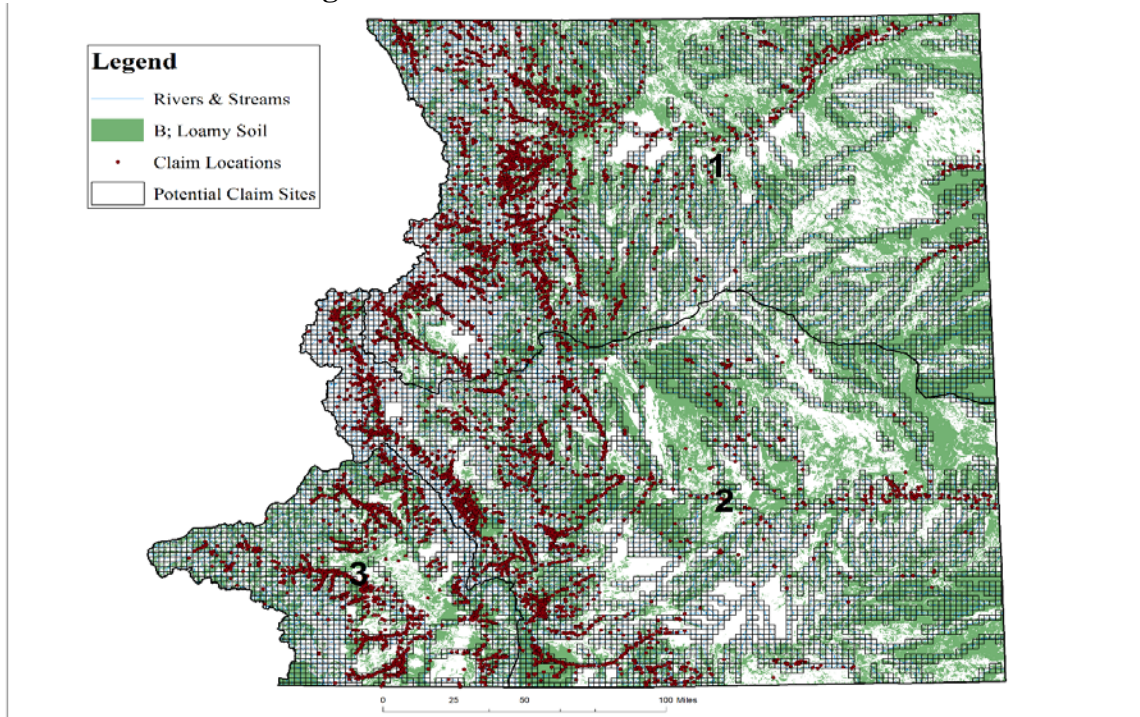 Legend
Rivers & Streams
B; Loamy Soil
Claim Locations
Potential Claim Sites
1
2
3
0 25 50 100 Miles